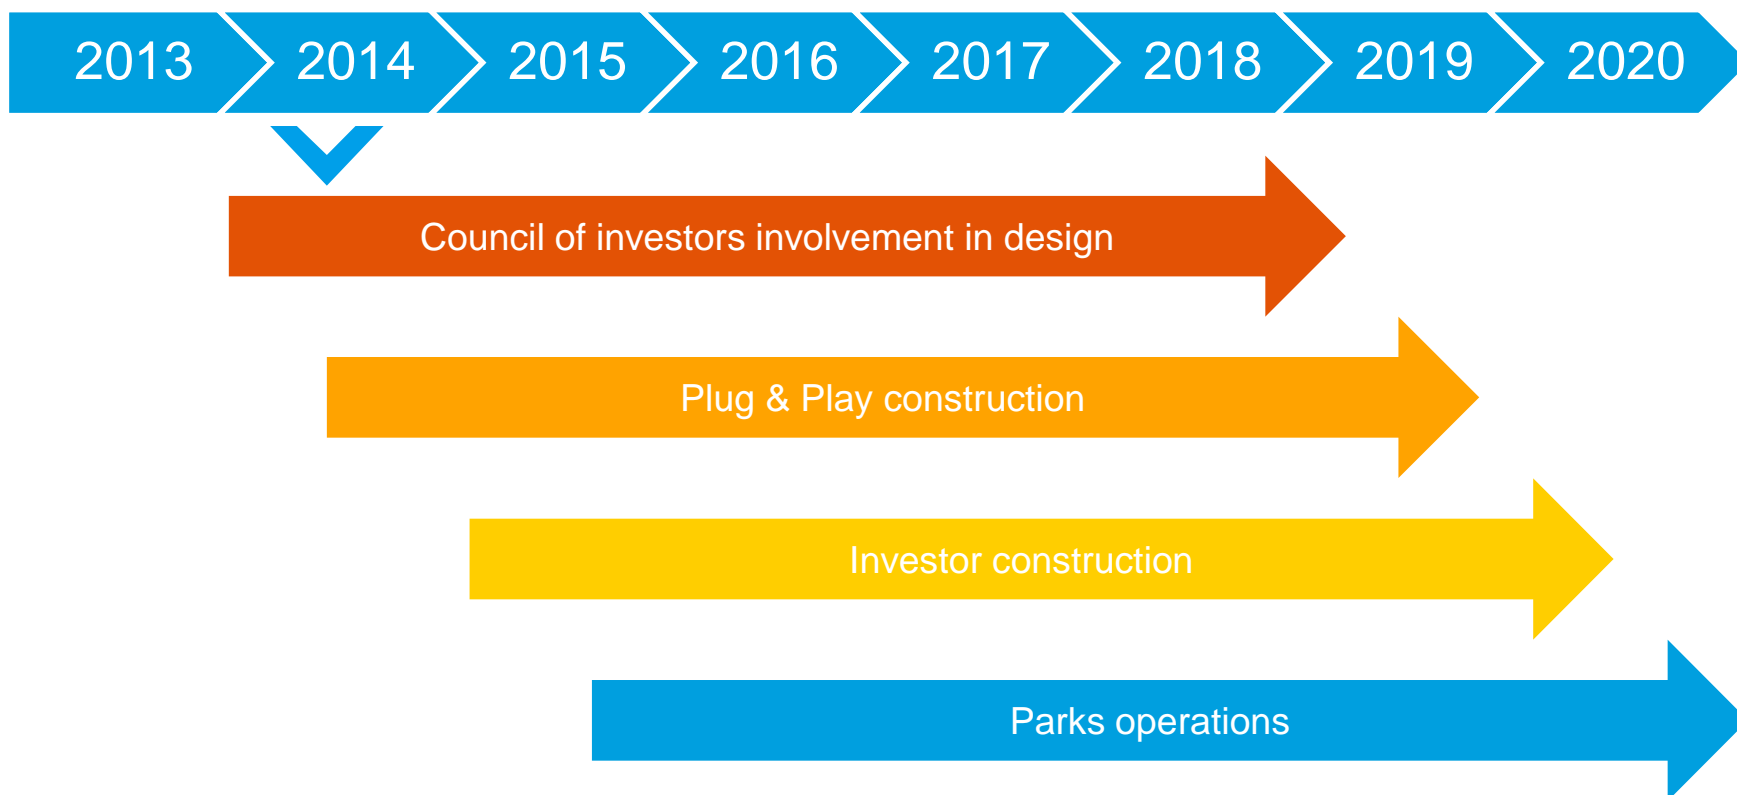 2013 2014 2015 2016 2017 2018 2019 2020
Council of investors involvement in design
Plug & Play construction
Investor construction
Parks operations